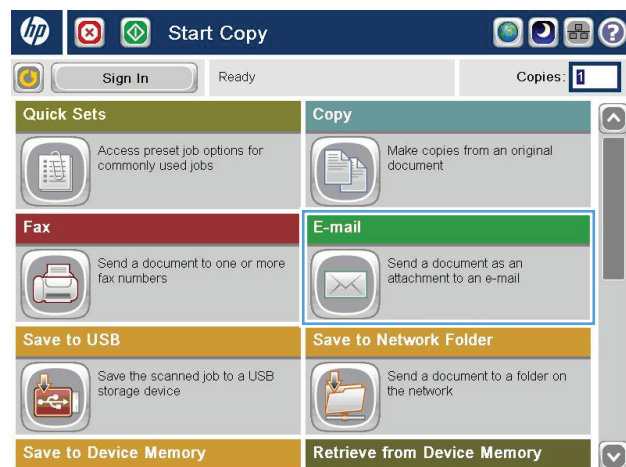 hp
Start Copy
?
Sign In
Ready
Copies: 1
Quick Sets
Access preset job options for
commonly used jobs
Copy
Make copies from an original
document
Fax
Send a document to one or more
fax numbers
E-mail
Send a document as an
attachment to an e-mail
Save to USB
Save the scanned job to a USB
storage device
Save to Network Folder
Send a document to a folder on
the network
Save to Device Memory
Retrieve from Device Memory